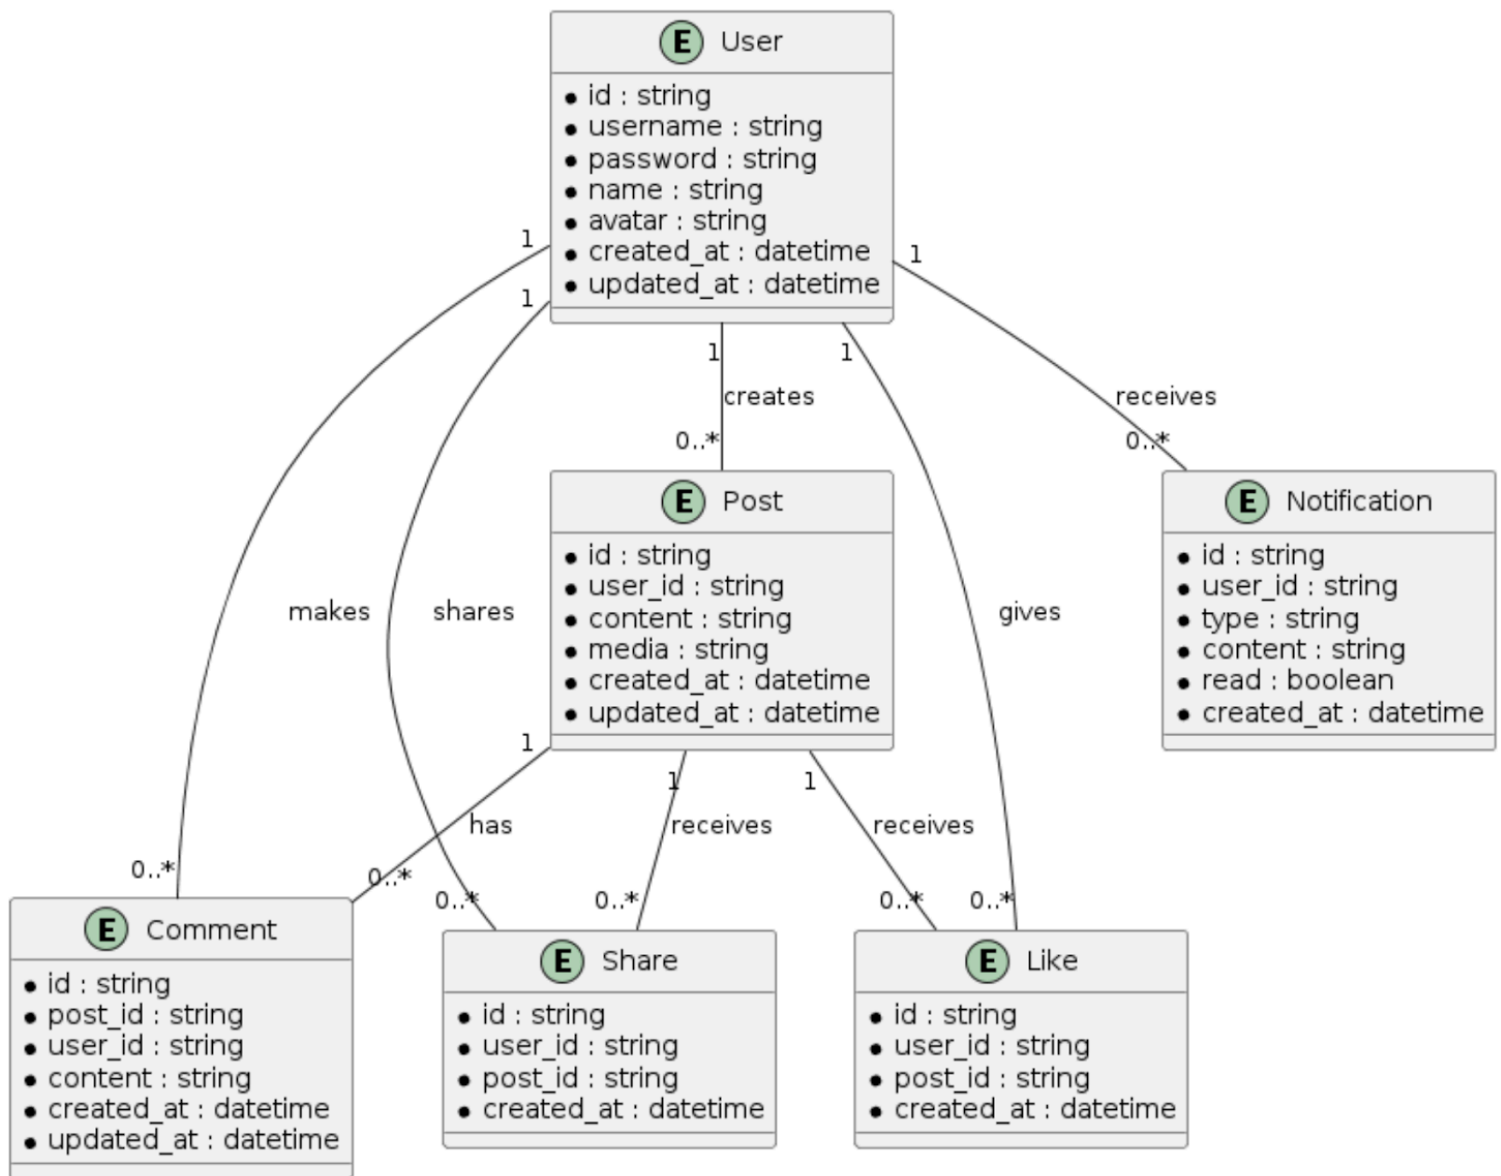 E User
id : string
username : string
password : string
name : string
avatar : string
created_at : datetime
updated_at : datetime
1
1
1
1
1
creates
receives
0..*
0..*
makes
shares
gives
E Post
id : string
user_id : string
content : string
media : string
created_at : datetime
updated_at : datetime
E Notification
id : string
user_id : string
type : string
content : string
read : boolean
created_at : datetime
1
1
1
has
receives
receives
0..*
0..*
0..*
0..*
0..*
0..*
E Comment
id : string
post_id : string
user_id : string
content : string
created_at : datetime
updated_at : datetime
E Share
id : string
user_id : string
post_id : string
created_at : datetime
E Like
id : string
user_id : string
post_id : string
created_at : datetime